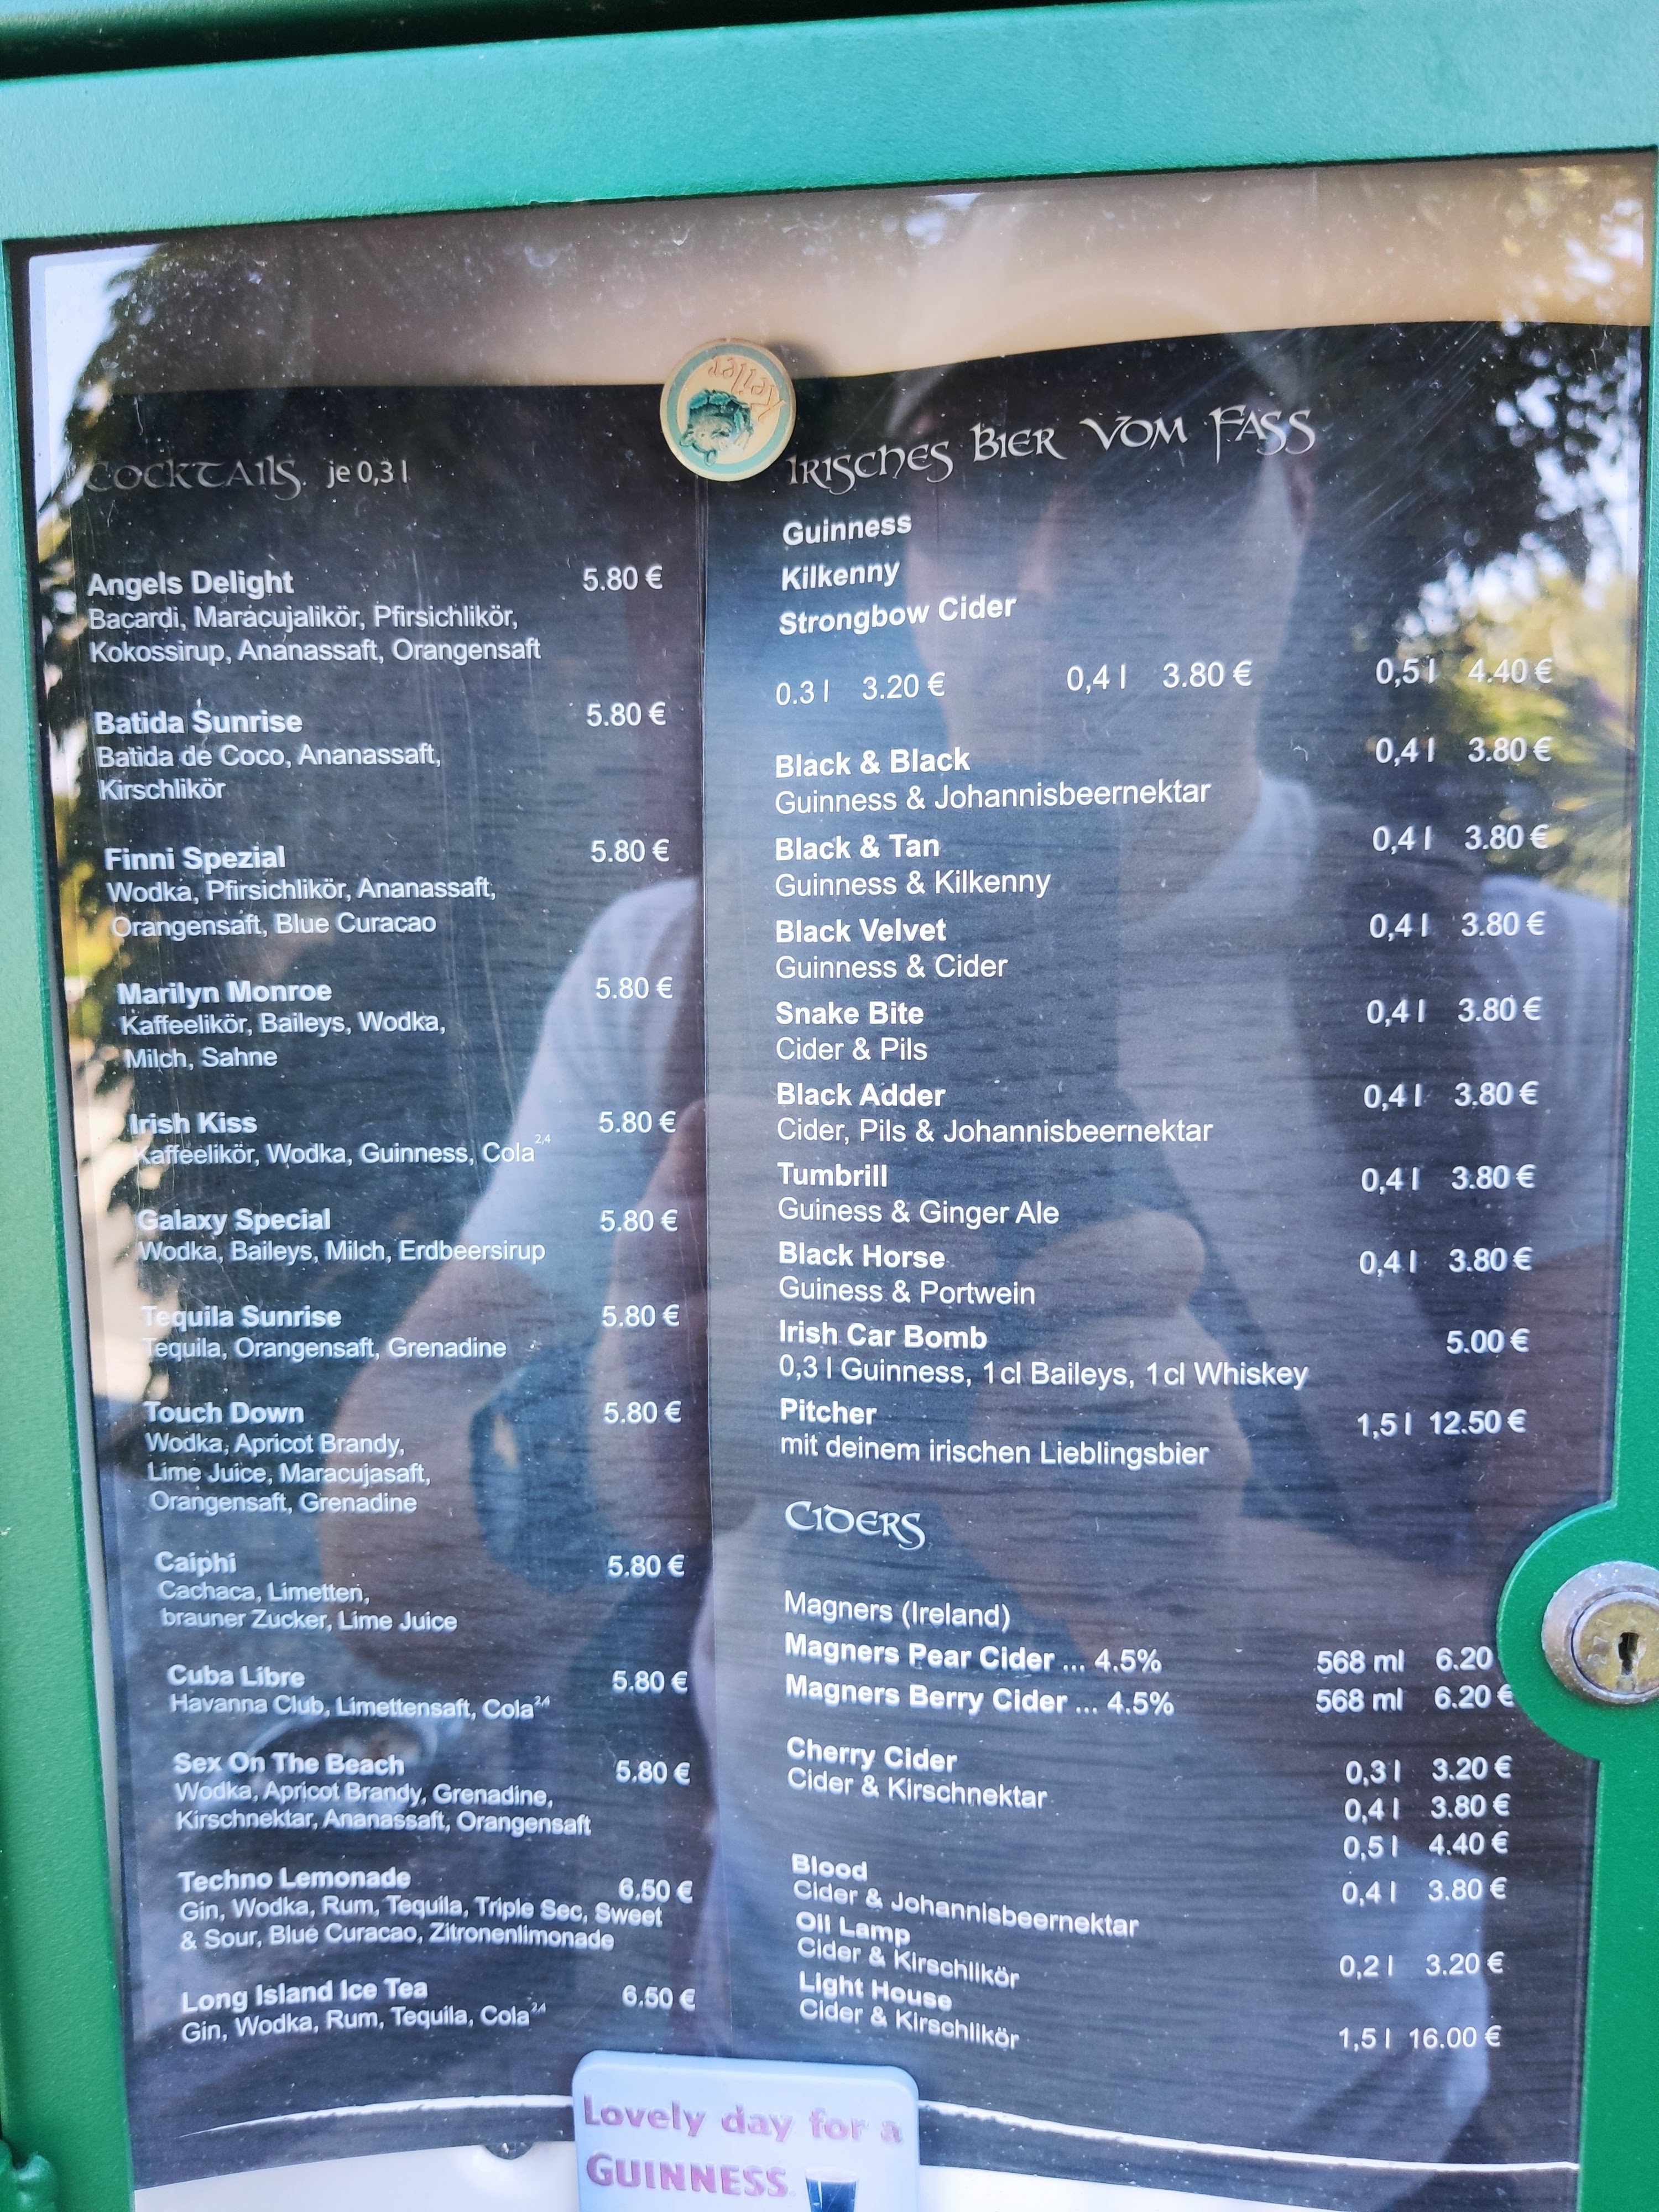 Keiler
Cocktails je 0,3 l
Angels Delight 5.80 €
Bacardi, Maracujalikör, Pfirsichlikör,
Kokossirup, Ananassaft, Orangensaft
Batida Sunrise 5.80 €
Batida de Coco, Ananassaft,
Kirschlikör
Finni Spezial 5.80 €
Wodka, Pfirsichlikör, Ananassaft,
Orangensaft, Blue Curacao
Marilyn Monroe 5.80 €
Kaffeelikör, Baileys, Wodka,
Milch, Sahne
Irish Kiss 5.80 €
Kaffeelikör, Wodka, Guinness, Cola2,4
Galaxy Special 5.80 €
Wodka, Baileys, Milch, Erdbeersirup
Tequila Sunrise 5.80 €
Tequila, Orangensaft, Grenadine
Touch Down 5.80 €
Wodka, Apricot Brandy,
Lime Juice, Maracujasaft,
Orangensaft, Grenadine
Caiphi 5.80 €
Cachaca, Limetten,
brauner Zucker, Lime Juice
Cuba Libre 5.80 €
Havanna Club, Limettensaft, Cola2,4
Sex On The Beach 5.80 €
Wodka, Apricot Brandy, Grenadine,
Kirschnektar, Ananassaft, Orangensaft
Techno Lemonade 6.50 €
Gin, Wodka, Rum, Tequila, Triple Sec, Sweet
& Sour, Blue Curacao, Zitronenlimonade
Long Island Ice Tea 6.50 €
Gin, Wodka, Rum, Tequila, Cola2,4
Irisches Bier vom Fass
Guinness
Kilkenny
Strongbow Cider
0.3 l 3.20 € 0,4 l 3.80 € 0,5 l 4.40 €
Black & Black 0,4 l 3.80 €
Guinness & Johannisbeernektar
Black & Tan 0,4 l 3.80 €
Guinness & Kilkenny
Black Velvet 0,4 l 3.80 €
Guinness & Cider
Snake Bite 0,4 l 3.80 €
Cider & Pils
Black Adder 0,4 l 3.80 €
Cider, Pils & Johannisbeernektar
Tumbrill 0,4 l 3.80 €
Guiness & Ginger Ale
Black Horse 0,4 l 3.80 €
Guiness & Portwein
Irish Car Bomb 5.00 €
0,3 l Guinness, 1cl Baileys, 1cl Whiskey
Pitcher 1,5 l 12.50 €
mit deinem irischen Lieblingsbier
Ciders
Magners (Ireland)
Magners Pear Cider ... 4.5% 568 ml 6.20
Magners Berry Cider ... 4.5% 568 ml 6.20 €
Cherry Cider 0,3 l 3.20 €
Cider & Kirschnektar 0,4 l 3.80 €
0,5 l 4.40 €
Blood 0,4 l 3.80 €
Cider & Johannisbeernektar
Oil Lamp 0,2 l 3.20 €
Cider & Kirschlikör
Light House 1,5 l 16.00 €
Cider & Kirschlikör
Lovely day for a
GUINNESS